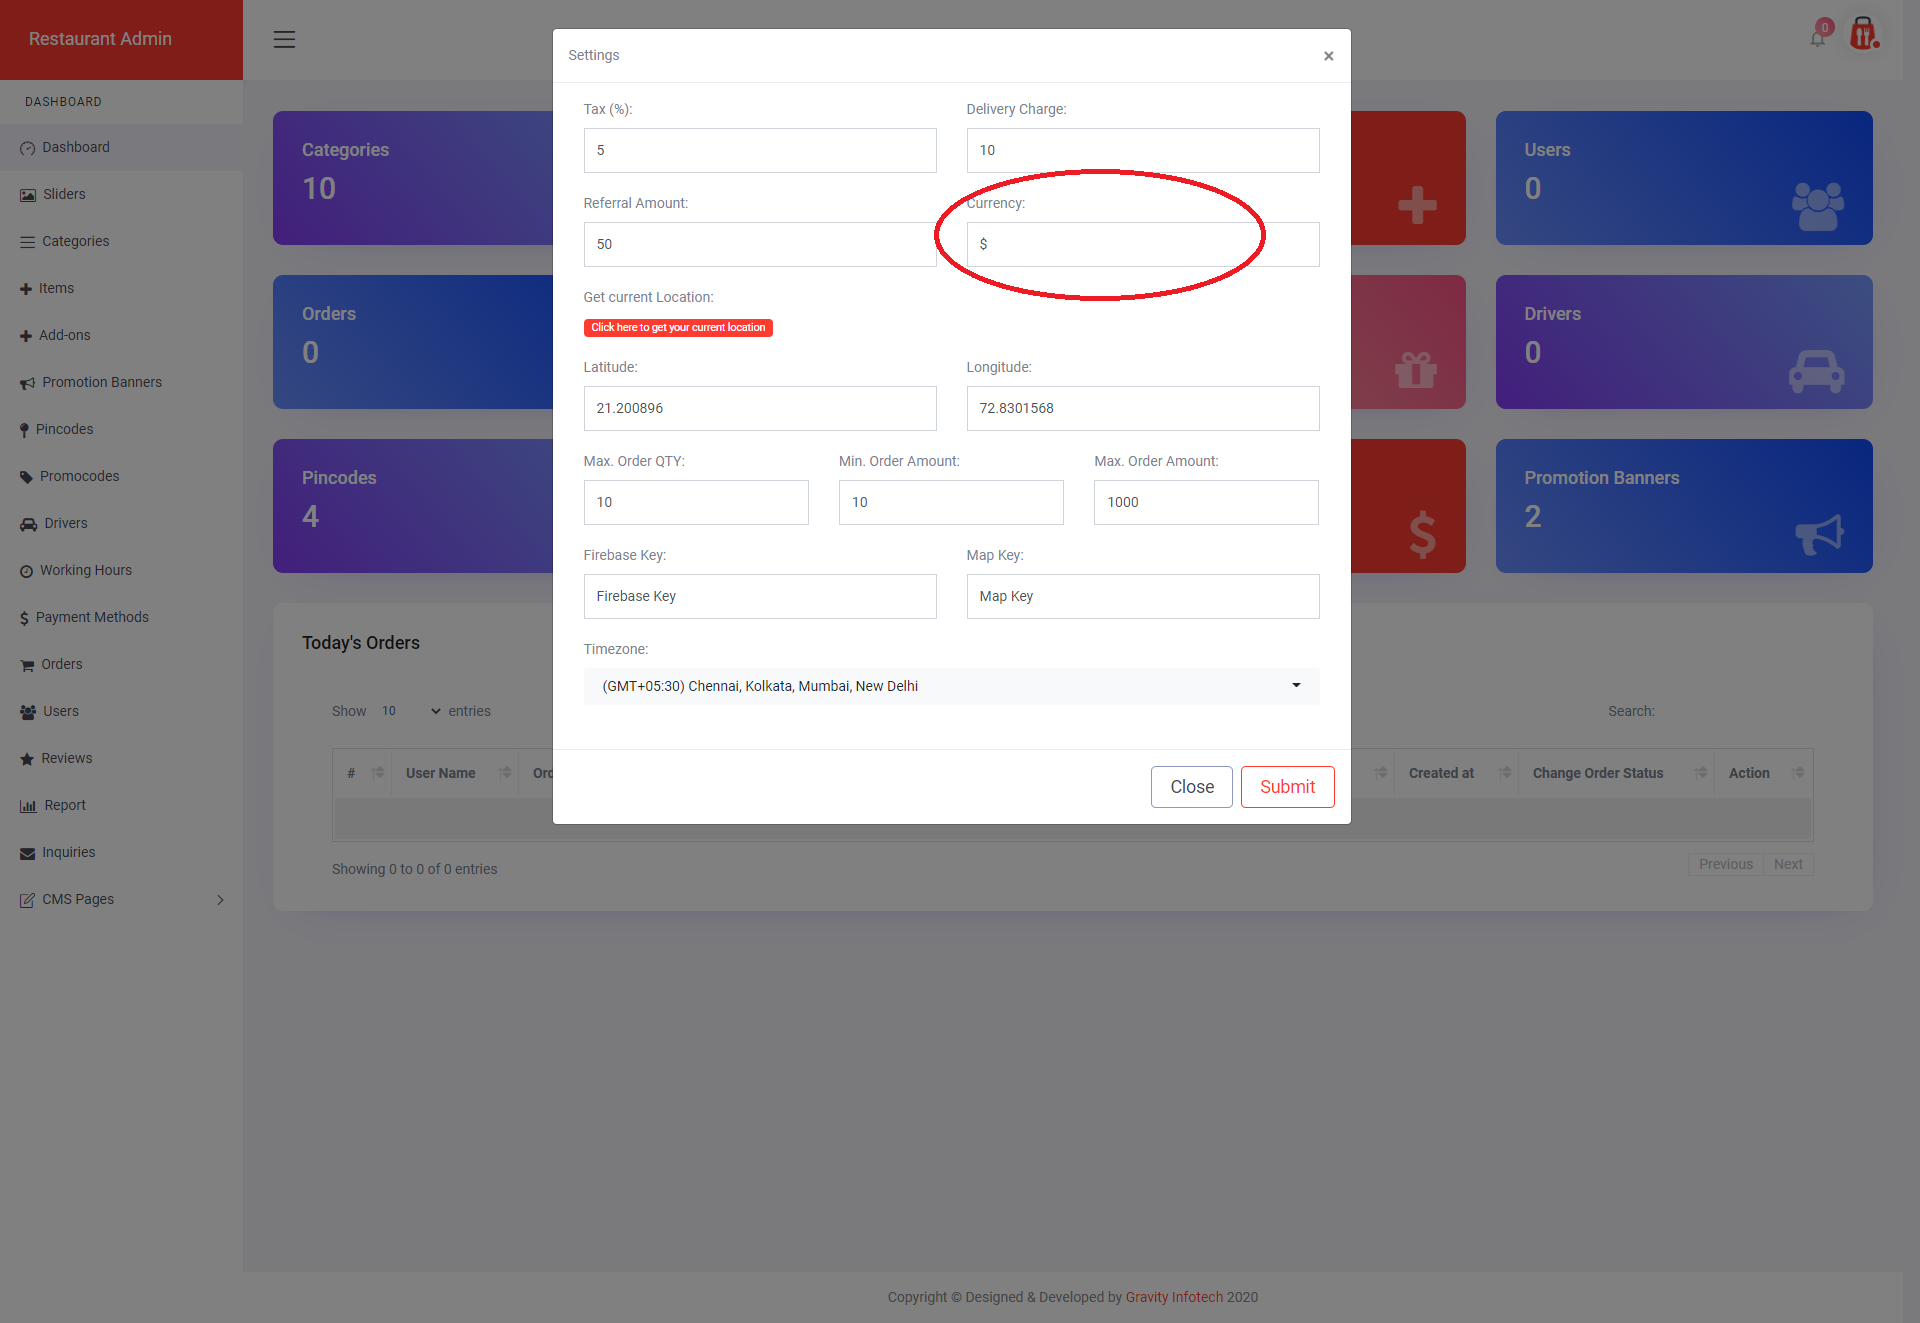 Restaurant Admin
0
DASHBOARD
Dashboard
Sliders
Categories
Items
Add-ons
Promotion Banners
Pincodes
Promocodes
Drivers
Working Hours
Payment Methods
Orders
Users
Reviews
Report
Inquiries
CMS Pages
Categories
10
Users
0
Orders
0
Drivers
0
Pincodes
4
Promotion Banners
2
Settings
×
Tax (%):
Delivery Charge:
5
10
Referral Amount:
Currency:
50
$
Get current Location:
Click here to get your current location
Latitude:
Longitude:
21.200896
72.8301568
Max. Order QTY:
Min. Order Amount:
Max. Order Amount:
10
10
1000
Firebase Key:
Map Key:
Firebase Key
Map Key
Timezone:
(GMT+05:30) Chennai, Kolkata, Mumbai, New Delhi
Close
Submit
Today's Orders
Show 10 entries
Search:
# User Name Ord Created at Change Order Status Action
Showing 0 to 0 of 0 entries
Previous Next
Copyright © Designed & Developed by Gravity Infotech 2020